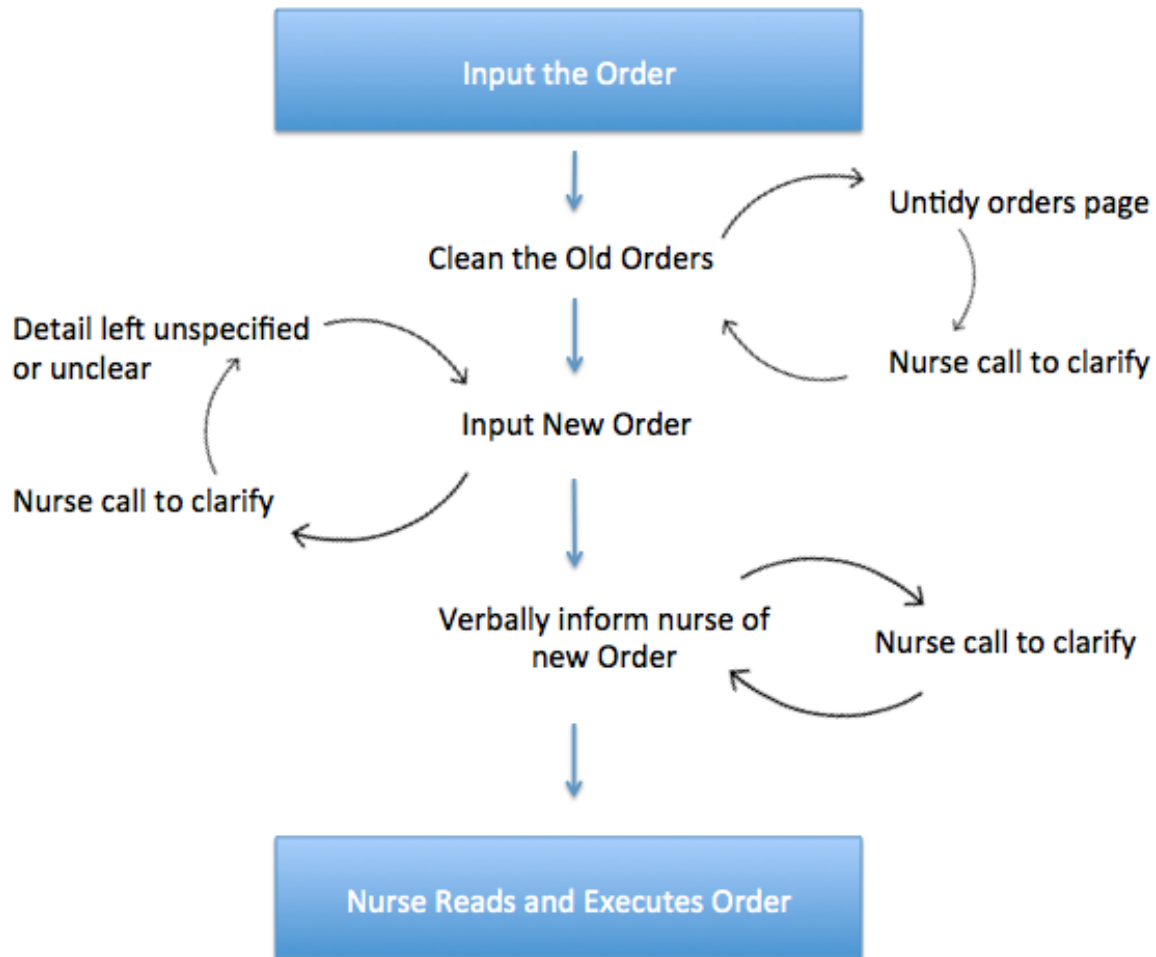 Input the Order
Untidy orders page
Clean the Old Orders
Detail left unspecified
or unclear
Nurse call to clarify
Input New Order
Nurse call to clarify
Verbally inform nurse of
new Order
Nurse call to clarify
Nurse Reads and Executes Order